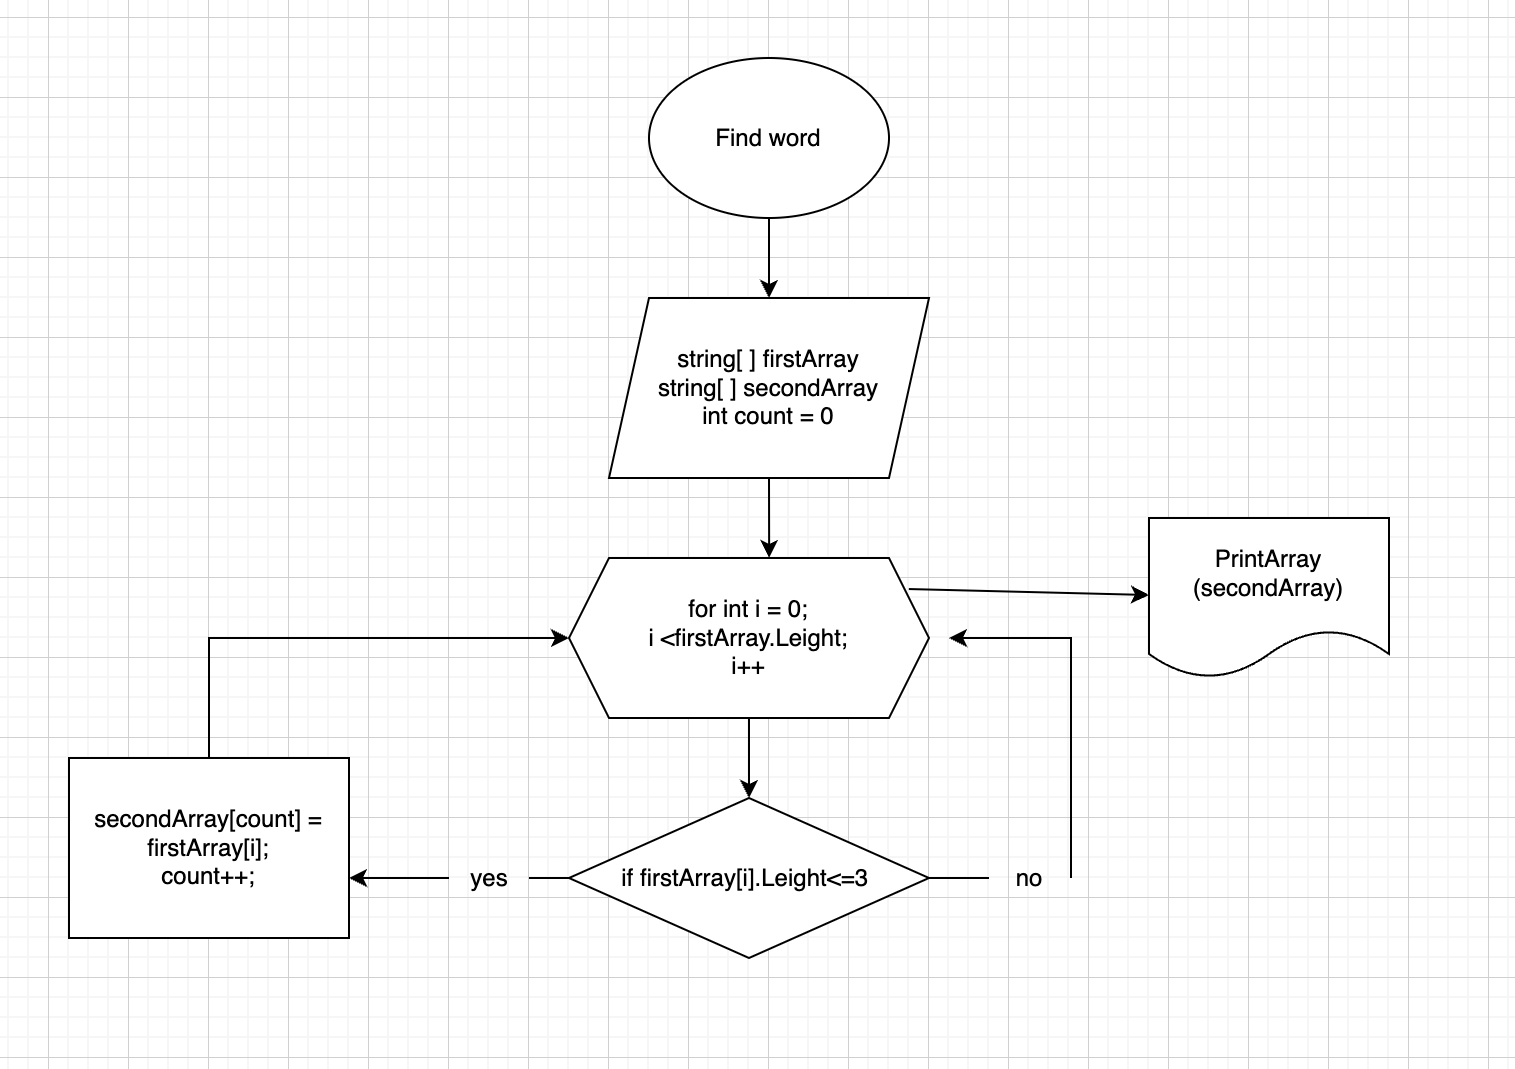 Find word
string[ ] firstArray
string[ ] secondArray
int count = 0
for int i = 0;
i <firstArray.Leight;
i++
PrintArray
(secondArray)
secondArray[count] =
firstArray[i];
count++;
yes
if firstArray[i].Leight<=3
no